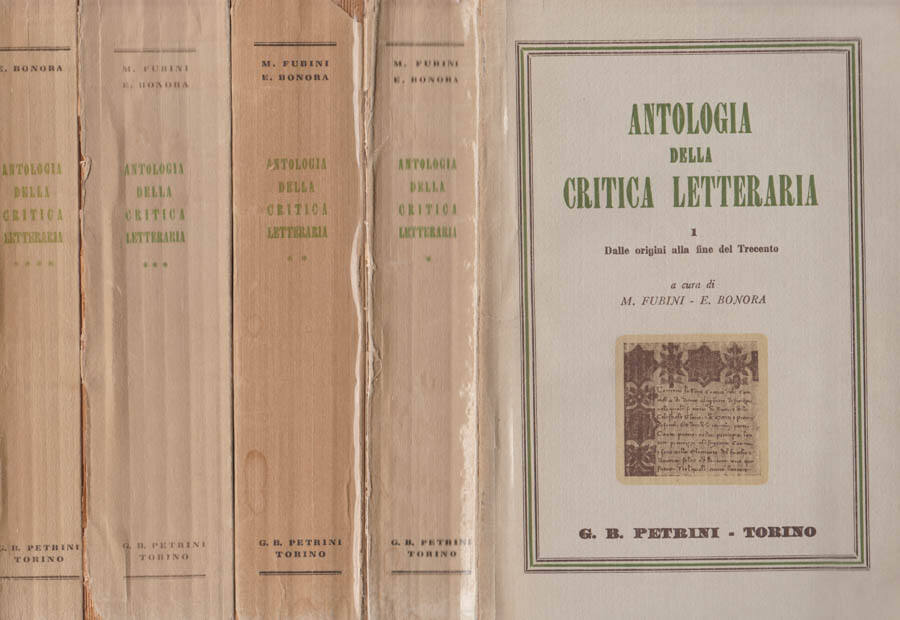 E. BONORA
ANTOLOGIA
DELLA
CRITICA
LETTERARIA
****
G. B. PETRINI
TORINO
M. FUBINI
E. BONORA
ANTOLOGIA
DELLA
CRITICA
LETTERARIA
***
G. B. PETRINI
TORINO
M. FUBINI
E. BONORA
ANTOLOGIA
DELLA
CRITICA
LETTERARIA
**
G. B. PETRINI
TORINO
M. FUBINI
E. BONORA
ANTOLOGIA
DELLA
CRITICA
LETTERARIA
*
G. B. PETRINI
TORINO
ANTOLOGIA
DELLA
CRITICA LETTERARIA
1
Dalle origini alla fine del Trecento
a cura di
M. FUBINI - E. BONORA
G. B. PETRINI - TORINO